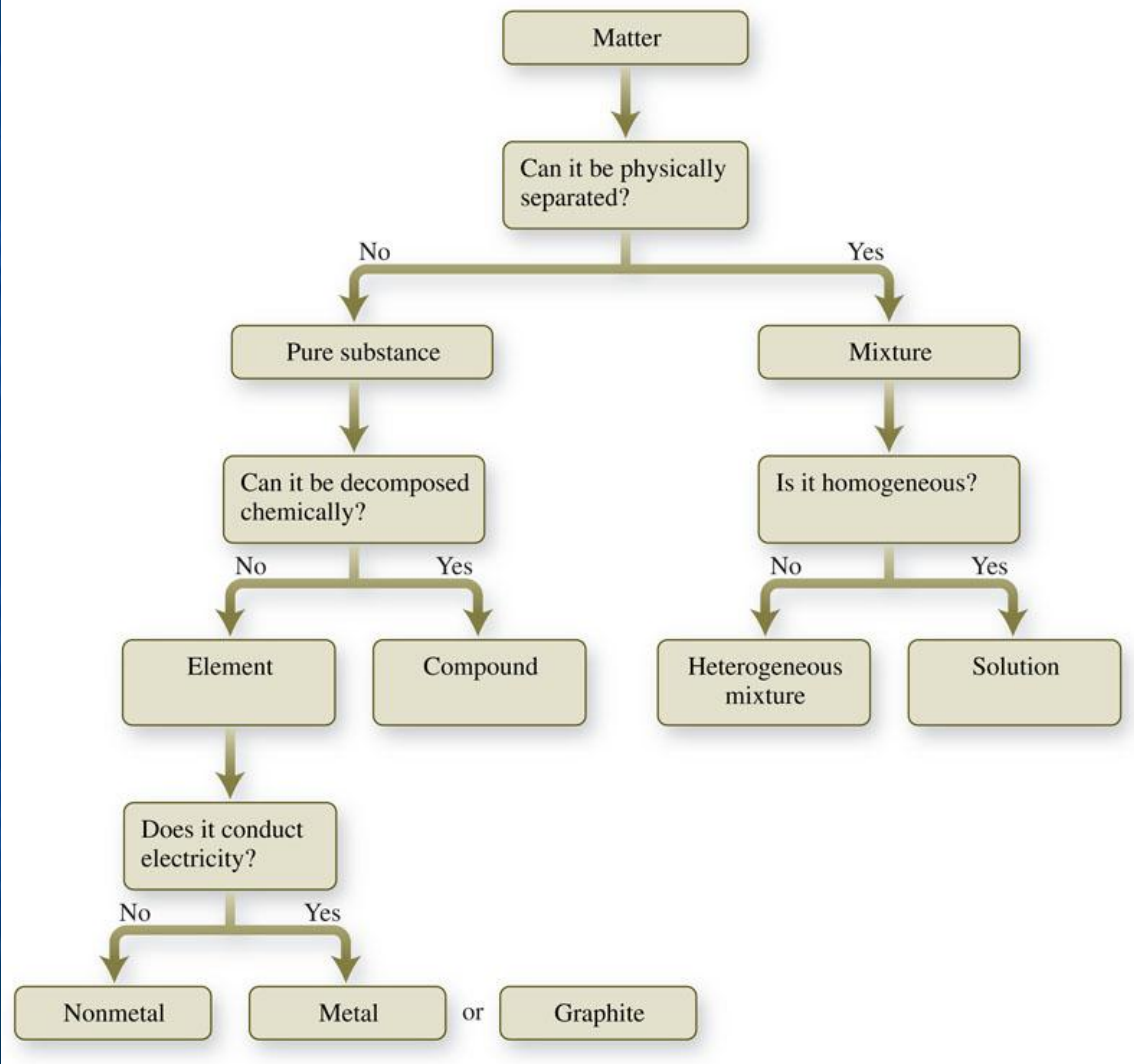 Matter
Can it be physically
separated?
No
Yes
Pure substance
Mixture
Can it be decomposed
chemically?
Is it homogeneous?
No
Yes
No
Yes
Element
Compound
Heterogeneous
mixture
Solution
Does it conduct
electricity?
No
Yes
Nonmetal
Metal
or
Graphite